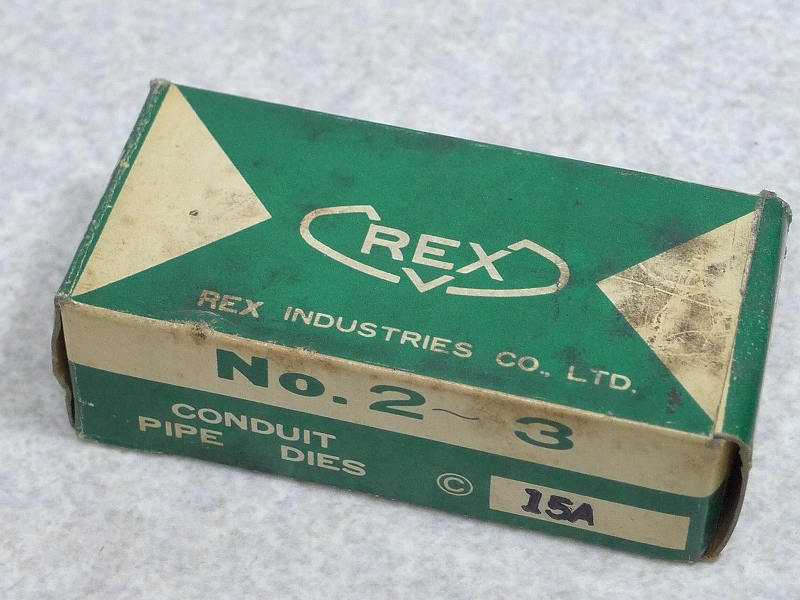 REX
REX INDUSTRIES CO., LTD.
No. 2~3
CONDUIT
PIPE DIES
© 15A